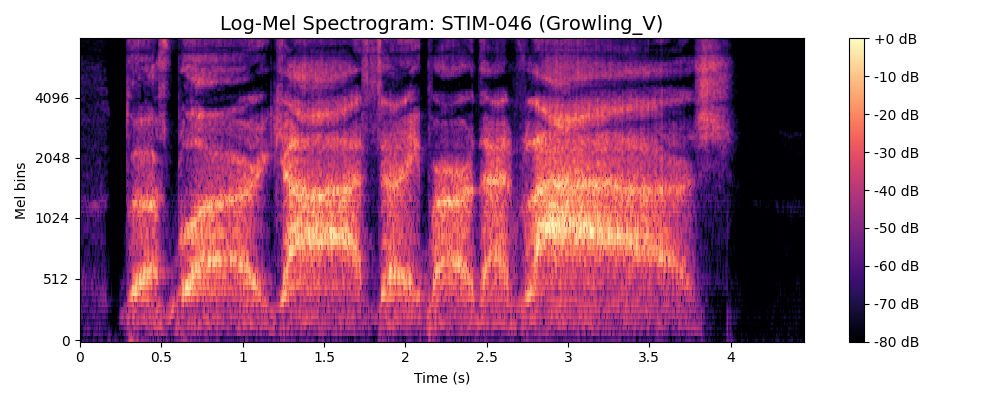 Log-Mel Spectrogram: STIM-046 (Growling_V)
+0 dB
4096
-10 dB
-20 dB
2048
-30 dB
Mel bins
1024
-40 dB
-50 dB
512
-60 dB
-70 dB
0
-80 dB
0 0.5 1 1.5 2 2.5 3 3.5 4
Time (s)